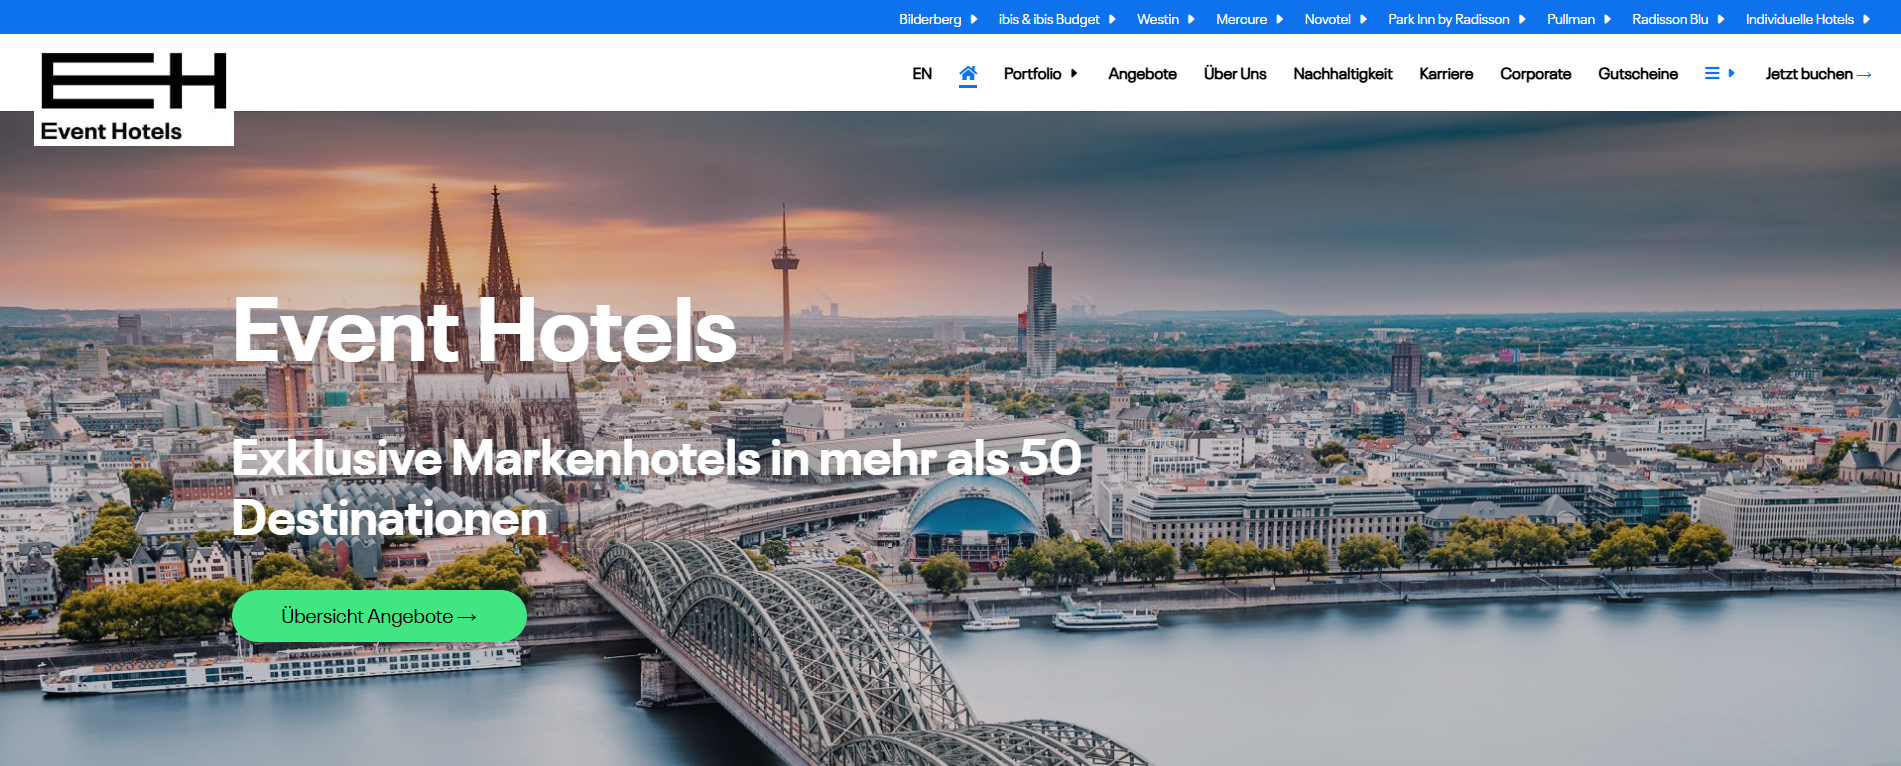 Bilderberg ibis & ibis Budget Westin Mercure Novotel Park Inn by Radisson Pullman Radisson Blu Individuelle Hotels
EH
Event Hotels
EN Portfolio Angebote Über Uns Nachhaltigkeit Karriere Corporate Gutscheine Jetzt buchen →
Event Hotels
Exklusive Markenhotels in mehr als 50
Destinationen
Übersicht Angebote →